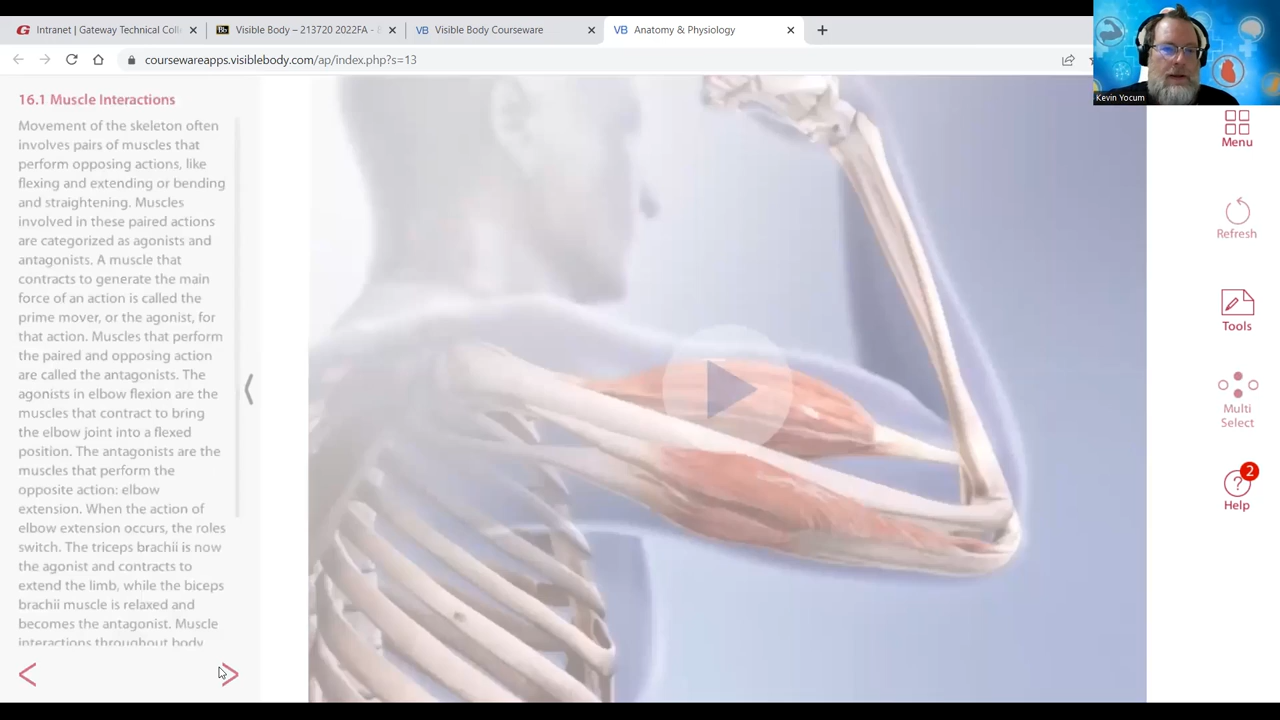 Intranet | Gateway Technical Coll
Visible Body – 213720 2022FA -
Visible Body Courseware
Anatomy & Physiology
coursewareapps.visiblebody.com/ap/index.php?s=13
Kevin Yocum
16.1 Muscle Interactions
Movement of the skeleton often
involves pairs of muscles that
perform opposing actions, like
flexing and extending or bending
and straightening. Muscles
involved in these paired actions
are categorized as agonists and
antagonists. A muscle that
contracts to generate the main
force of an action is called the
prime mover, or the agonist, for
that action. Muscles that perform
the paired and opposing action
are called the antagonists. The
agonists in elbow flexion are the
muscles that contract to bring
the elbow joint into a flexed
position. The antagonists are the
muscles that perform the
opposite action: elbow
extension. When the action of
elbow extension occurs, the roles
switch. The triceps brachii is now
the agonist and contracts to
extend the limb, while the biceps
brachii muscle is relaxed and
becomes the antagonist. Muscle
interactions throughout body
Menu
Refresh
Tools
Multi
Select
2
Help